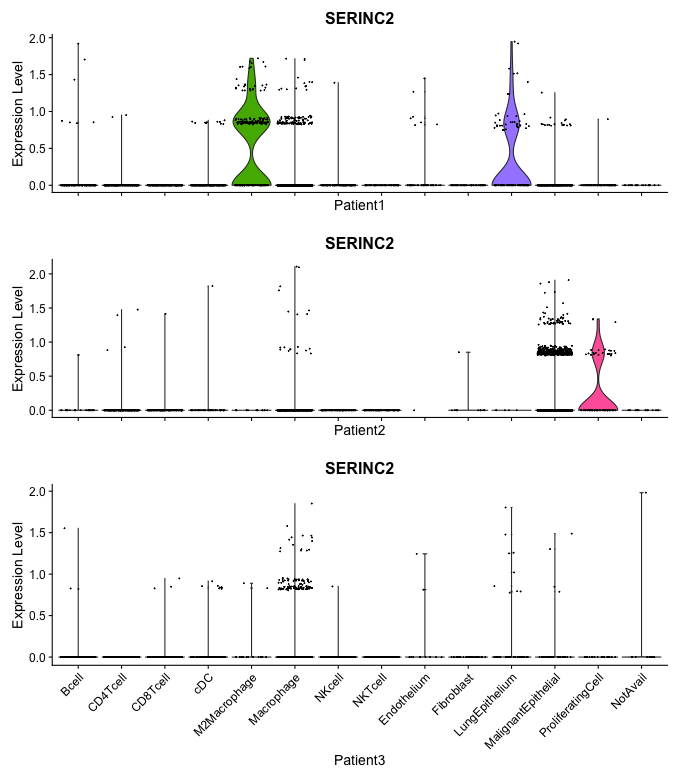 SERINC2
2.0
1.5
1.0
0.5
0.0
Expression Level
Patient1
SERINC2
2.0
1.5
1.0
0.5
0.0
Expression Level
Patient2
SERINC2
2.0
1.5
1.0
0.5
0.0
Expression Level
Bcell
CD4Tcell
CD8Tcell
cDC
M2Macrophage
Macrophage
NKcell
NKTcell
Endothelium
Fibroblast
LungEpithelium
MalignantEpithelial
ProliferatingCell
NotAvail
Patient3